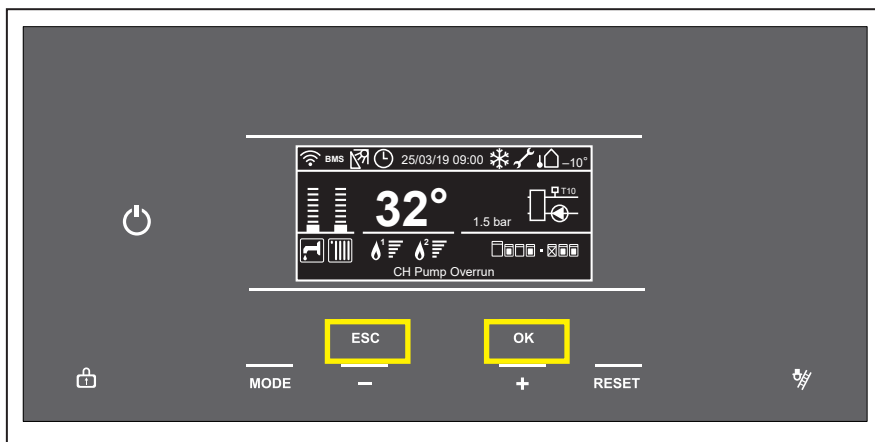 BMS 25/03/19 09:00 –10°
32° 1.5 bar T10
1 2
CH Pump Overrun
ESC OK
MODE – + RESET